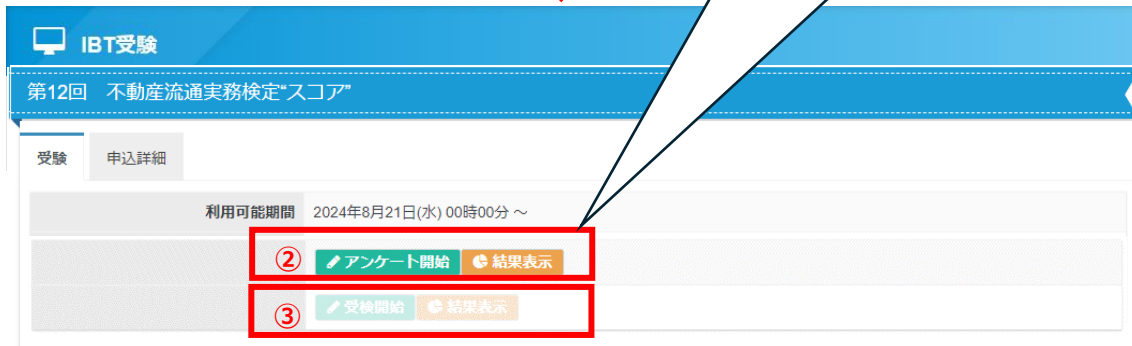 IBT受験
第12回 不動産流通実務検定“スコア”
受験 申込詳細
利用可能期間 2024年8月21日(水) 00時00分 ～
② アンケート開始 結果表示
③ 受検開始 結果表示